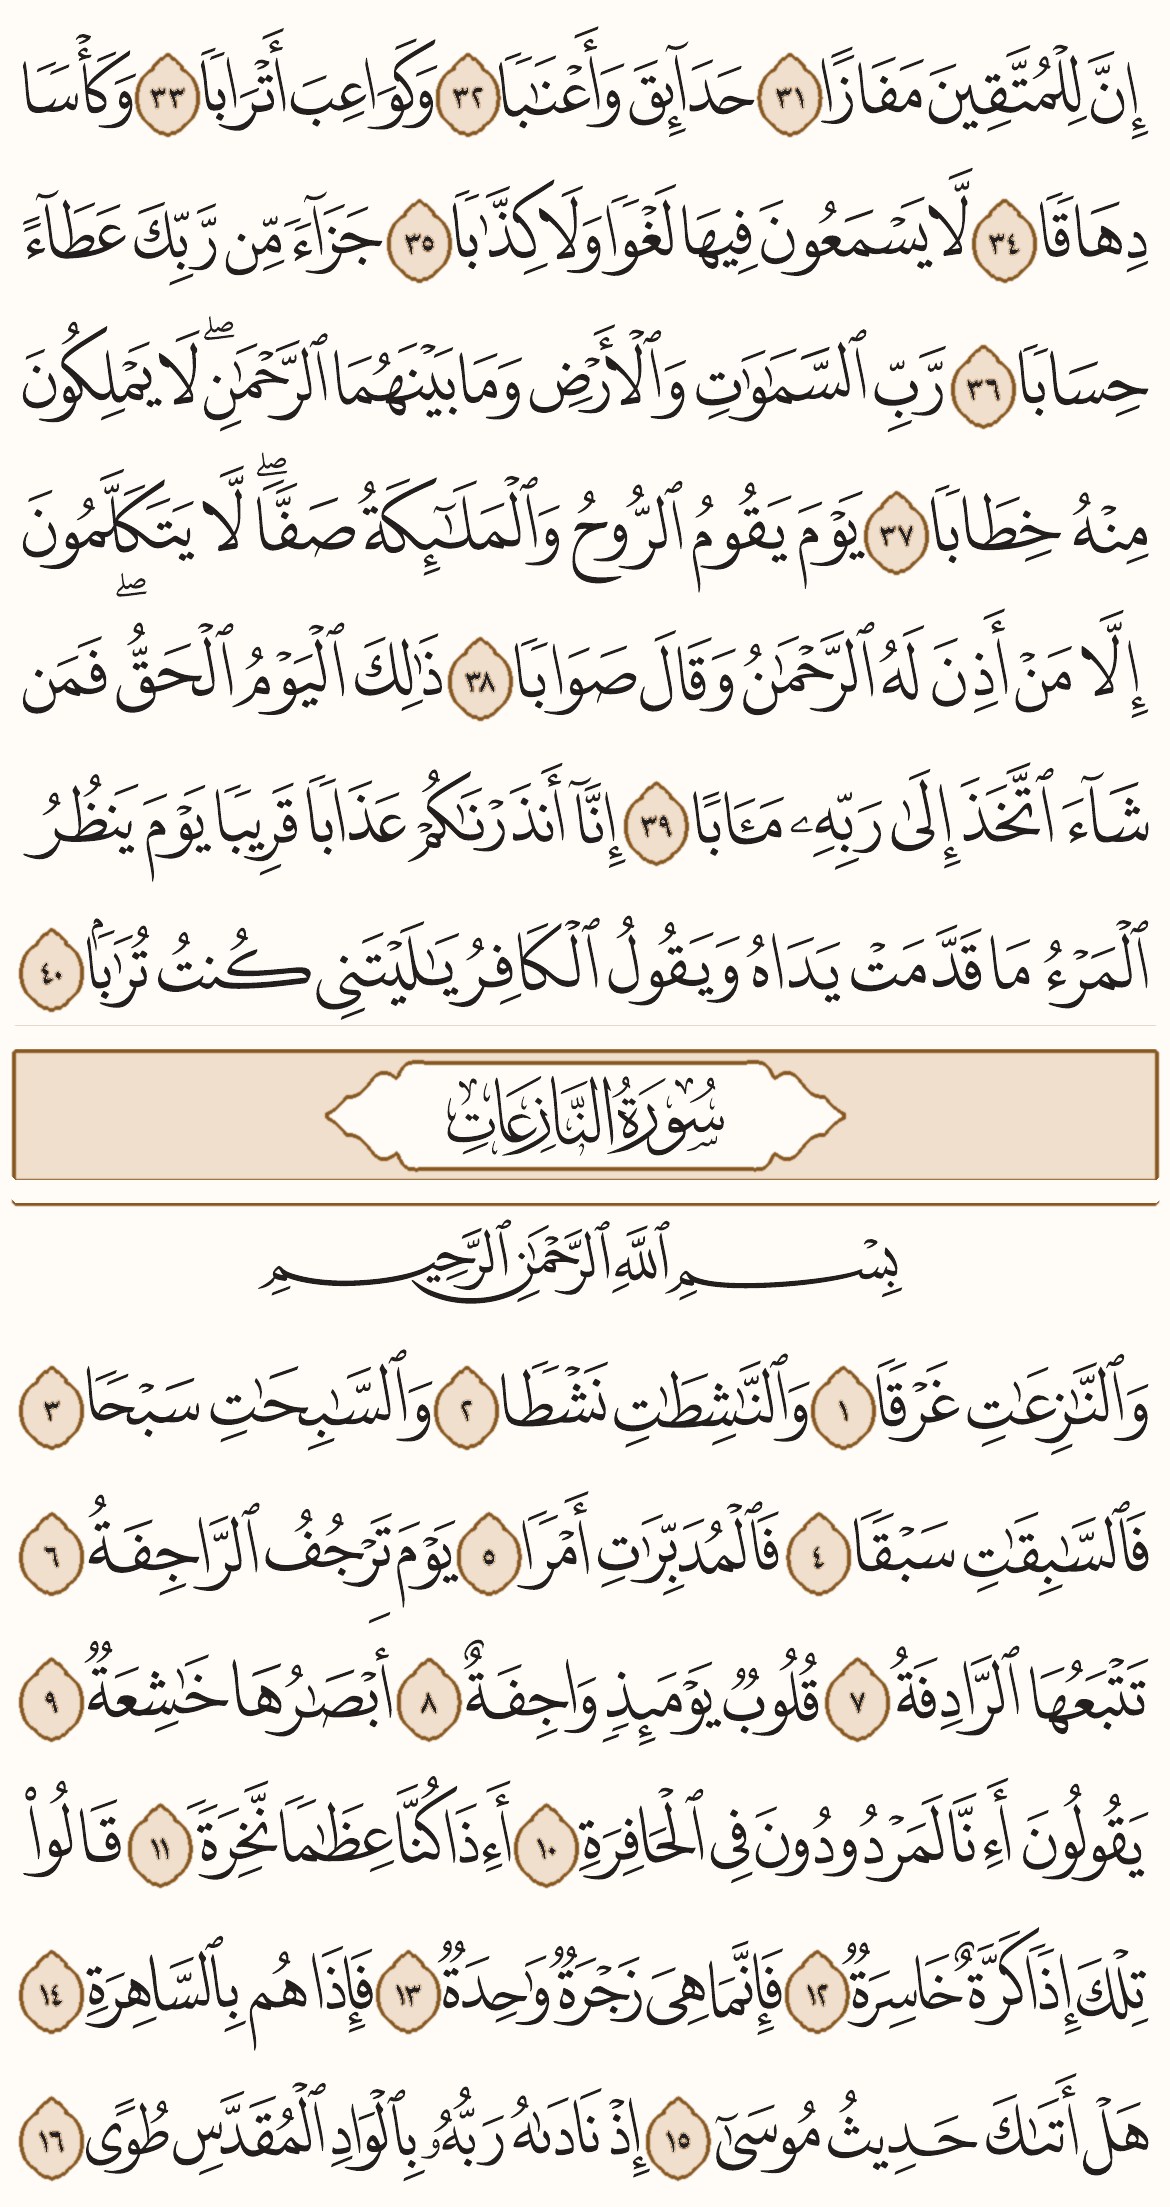 إِنَّ لِلْمُتَّقِينَ مَفَازًا ٣١ حَدَآئِقَ وَأَعْنَٰبًا ٣٢ وَكَوَاعِبَ أَتْرَابًا ٣٣ وَكَأْسًا
دِهَاقًا ٣٤ لَّا يَسْمَعُونَ فِيهَا لَغْوًا وَلَا كِذَّٰبًا ٣٥ جَزَآءً مِّن رَّبِّكَ عَطَآءً
حِسَابًا ٣٦ رَّبِّ ٱلسَّمَٰوَٰتِ وَٱلْأَرْضِ وَمَا بَيْنَهُمَا ٱلرَّحْمَٰنِ ۖ لَا يَمْلِكُونَ
مِنْهُ خِطَابًا ٣٧ يَوْمَ يَقُومُ ٱلرُّوحُ وَٱلْمَلَٰٓئِكَةُ صَفًّا ۖ لَّا يَتَكَلَّمُونَ
إِلَّا مَنْ أَذِنَ لَهُ ٱلرَّحْمَٰنُ وَقَالَ صَوَابًا ٣٨ ذَٰلِكَ ٱلْيَوْمُ ٱلْحَقُّ ۖ فَمَن
شَآءَ ٱتَّخَذَ إِلَىٰ رَبِّهِۦ مَـَٔابًا ٣٩ إِنَّآ أَنذَرْنَٰكُمْ عَذَابًا قَرِيبًا يَوْمَ يَنظُرُ
ٱلْمَرْءُ مَا قَدَّمَتْ يَدَاهُ وَيَقُولُ ٱلْكَافِرُ يَٰلَيْتَنِى كُنتُ تُرَٰبًۢا ٤٠
سُورَةُ النَّازِعَاتِ
بِسْمِ ٱللَّهِ ٱلرَّحْمَٰنِ ٱلرَّحِيمِ
وَٱلنَّٰزِعَٰتِ غَرْقًا ١ وَٱلنَّٰشِطَٰتِ نَشْطًا ٢ وَٱلسَّٰبِحَٰتِ سَبْحًا ٣
فَٱلسَّٰبِقَٰتِ سَبْقًا ٤ فَٱلْمُدَبِّرَٰتِ أَمْرًا ٥ يَوْمَ تَرْجُفُ ٱلرَّاجِفَةُ ٦
تَتْبَعُهَا ٱلرَّادِفَةُ ٧ قُلُوبٌ يَوْمَئِذٍ وَاجِفَةٌ ٨ أَبْصَٰرُهَا خَٰشِعَةٌ ٩
يَقُولُونَ أَءِنَّا لَمَرْدُودُونَ فِى ٱلْحَافِرَةِ ١٠ أَءِذَا كُنَّا عِظَٰمًا نَّخِرَةً ١١ قَالُوا۟
تِلْكَ إِذًا كَرَّةٌ خَاسِرَةٌ ١٢ فَإِنَّمَا هِىَ زَجْرَةٌ وَٰحِدَةٌ ١٣ فَإِذَا هُم بِٱلسَّاهِرَةِ ١٤
هَلْ أَتَىٰكَ حَدِيثُ مُوسَىٰٓ ١٥ إِذْ نَادَىٰهُ رَبُّهُۥ بِٱلْوَادِ ٱلْمُقَدَّسِ طُوًى ١٦